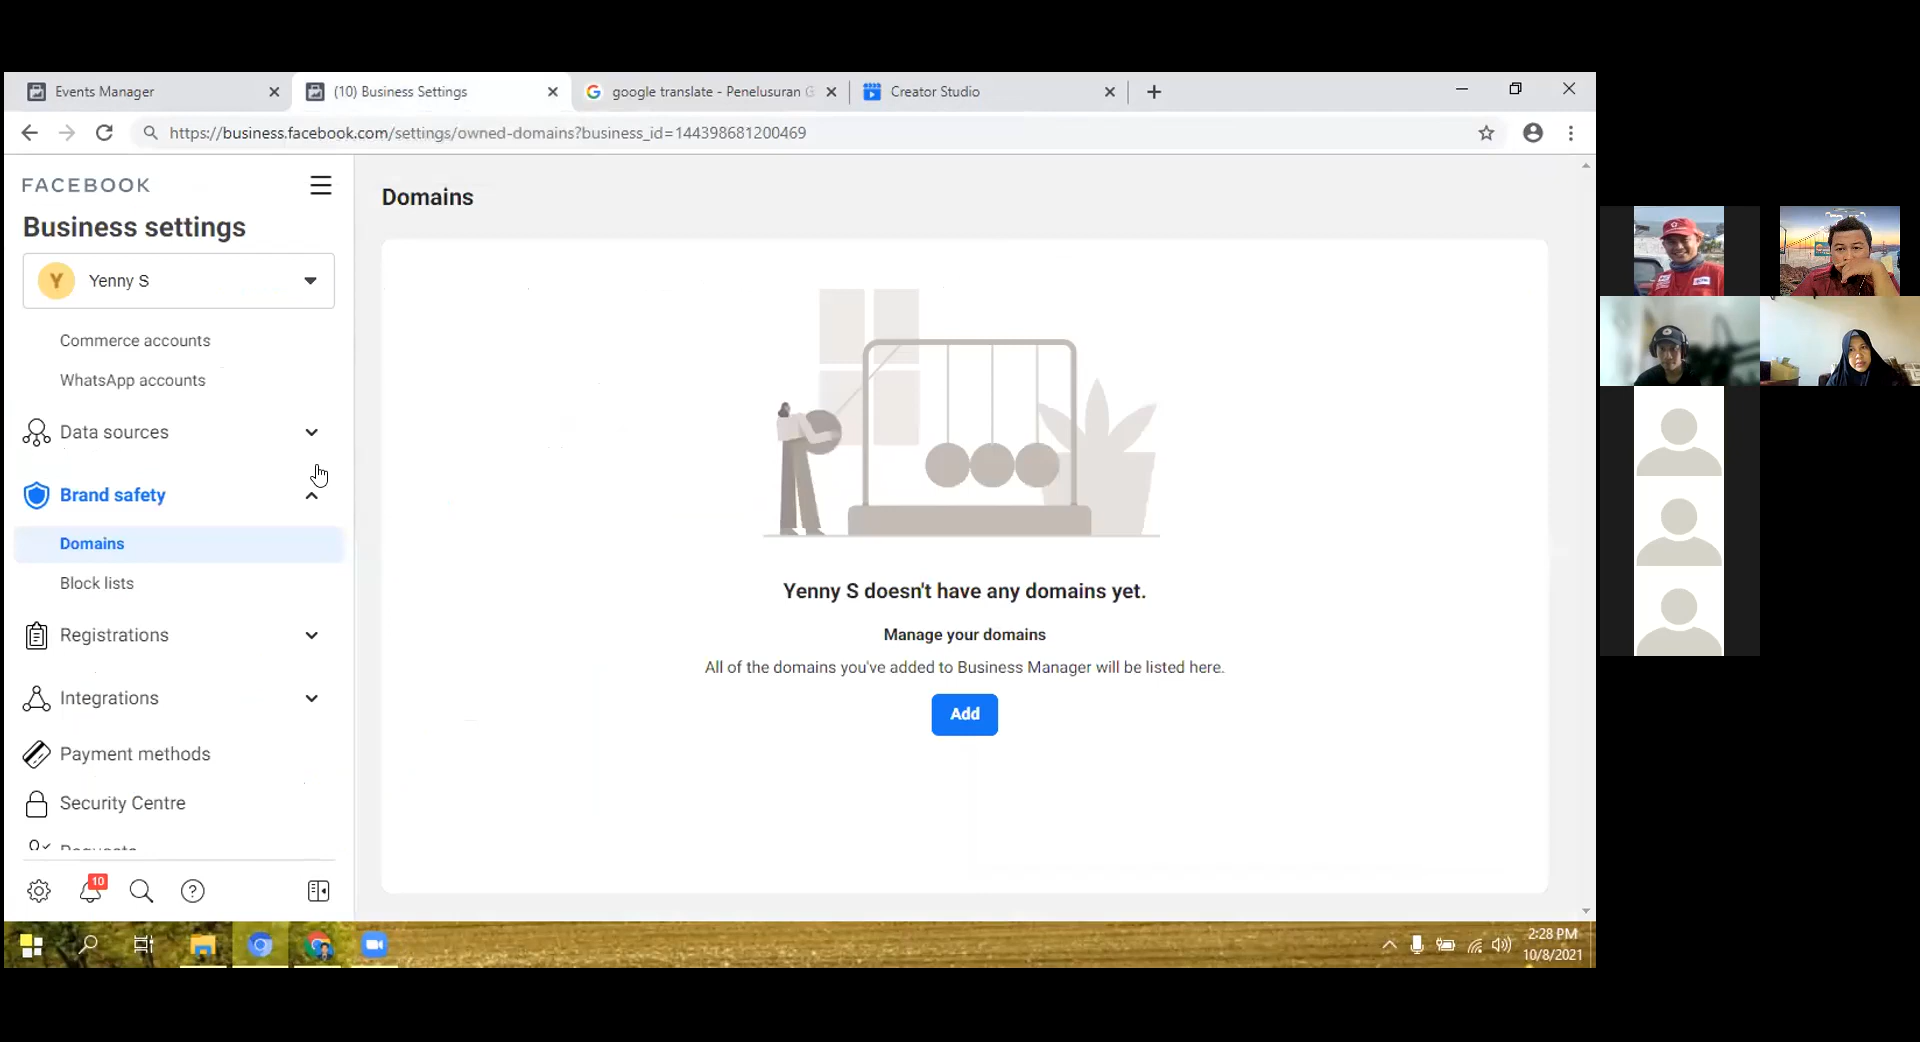 Events Manager
(10) Business Settings
google translate - Penelusuran G
Creator Studio
https://business.facebook.com/settings/owned-domains?business_id=144398681200469
FACEBOOK
Business settings
Y
Yenny S
Commerce accounts
WhatsApp accounts
Data sources
Brand safety
Domains
Block lists
Registrations
Integrations
Payment methods
Security Centre
Requests
10
Domains
Yenny S doesn't have any domains yet.
Manage your domains
All of the domains you've added to Business Manager will be listed here.
Add
2:28 PM
10/8/2021